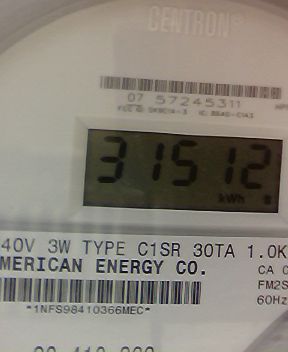 CENTRON®
07 57245311
31512
kWh
40V 3W TYPE C1SR 30TA 1.0K
MERICAN ENERGY CO.
CA 0
FM2S
60Hz
*1NFS98410366MEC*